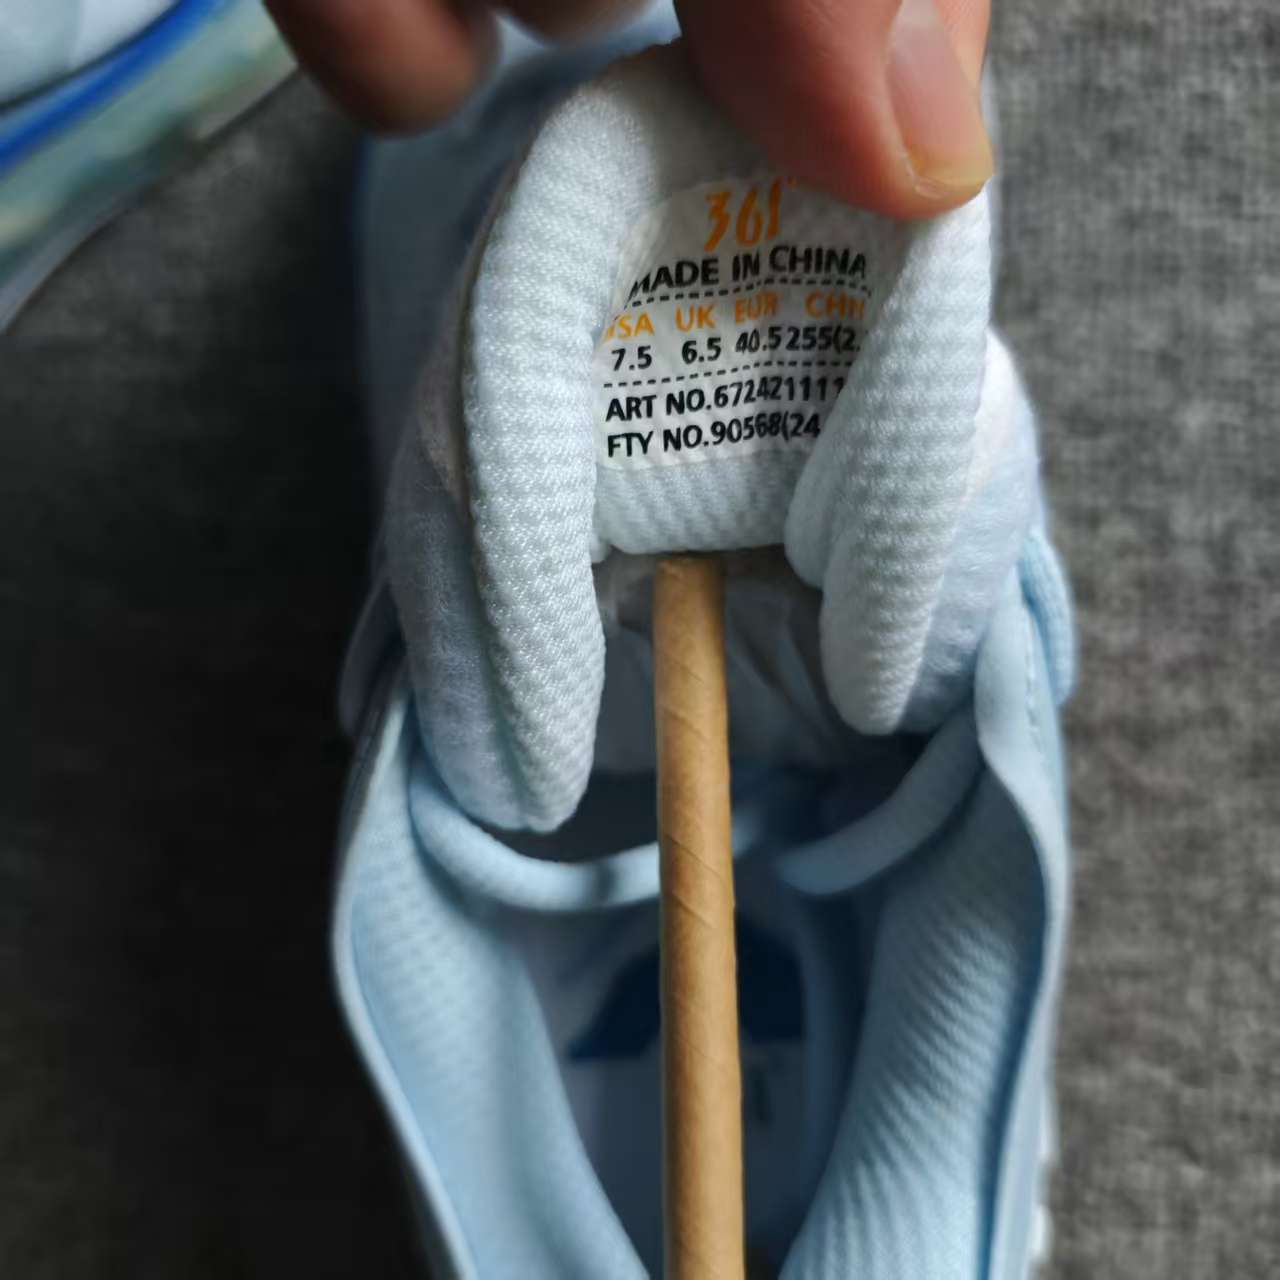 361°
MADE IN CHINA
USA UK EUR CHN
7.5 6.5 40.5 255(2.
ART NO.672421111
FTY NO.90568(24